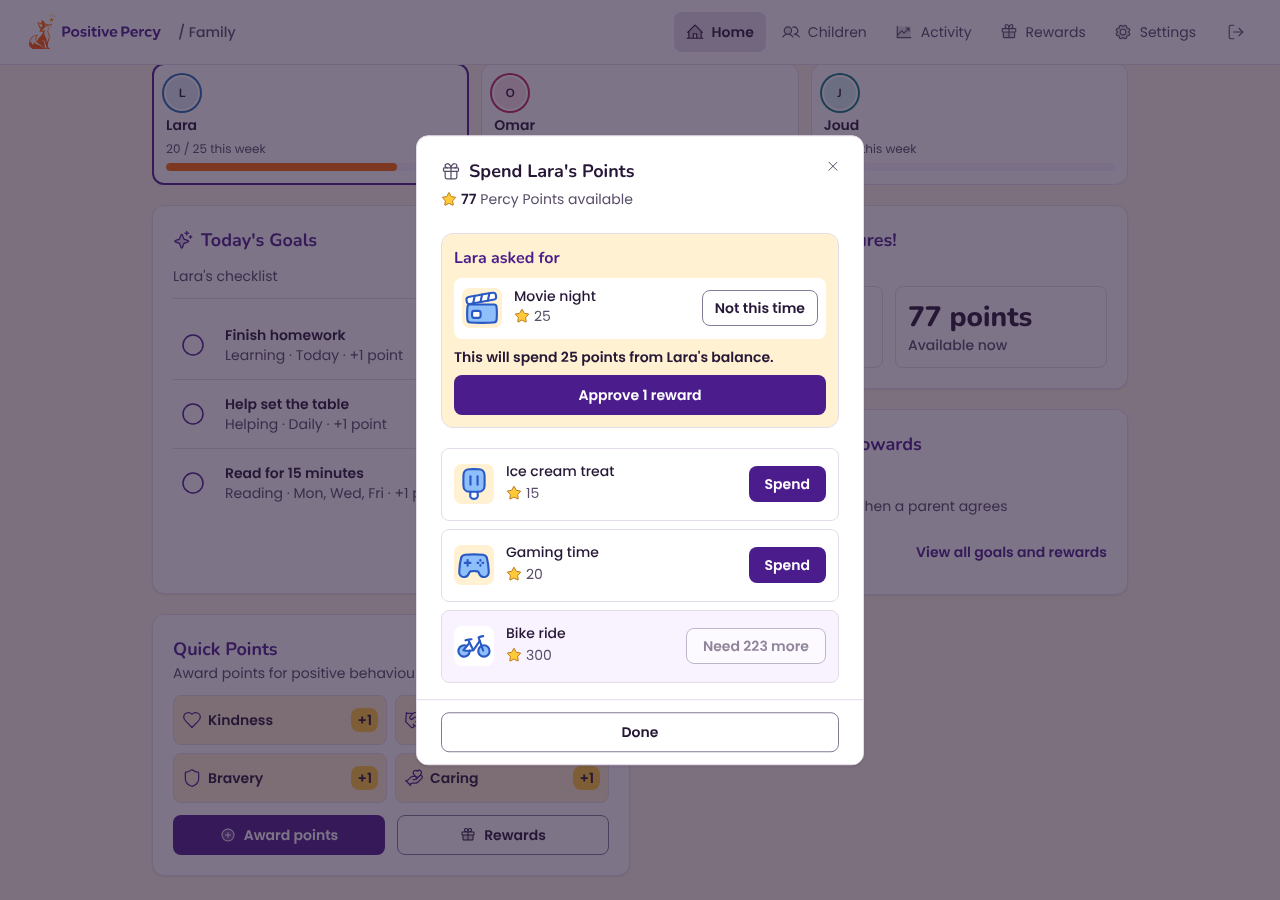 Positive Percy / Family
Home
Children
Activity
Rewards
Settings
L
Lara
20 / 25 this week
O
Omar
J
Joud
this week
Today's Goals
Lara's checklist
Finish homework
Learning · Today · +1 point
Help set the table
Helping · Daily · +1 point
Read for 15 minutes
Reading · Mon, Wed, Fri · +1
77 points
Available now
when a parent agrees
View all goals and rewards
Quick Points
Award points for positive
Kindness
+1
Bravery
+1
Caring
+1
Award points
Rewards
Spend Lara's Points
77 Percy Points available
Lara asked for
Movie night
25
Not this time
This will spend 25 points from Lara's balance.
Approve 1 reward
Ice cream treat
15
Spend
Gaming time
20
Spend
Bike ride
300
Need 223 more
Done